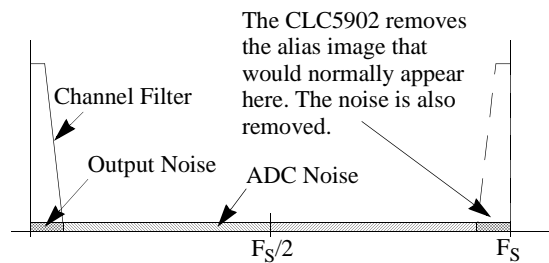 The CLC5902 removes
the alias image that
would normally appear
here. The noise is also
removed.
Channel Filter
Output Noise
ADC Noise
FS/2
FS